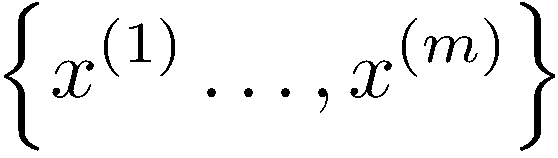 {x^(1) ..., x^(m)}